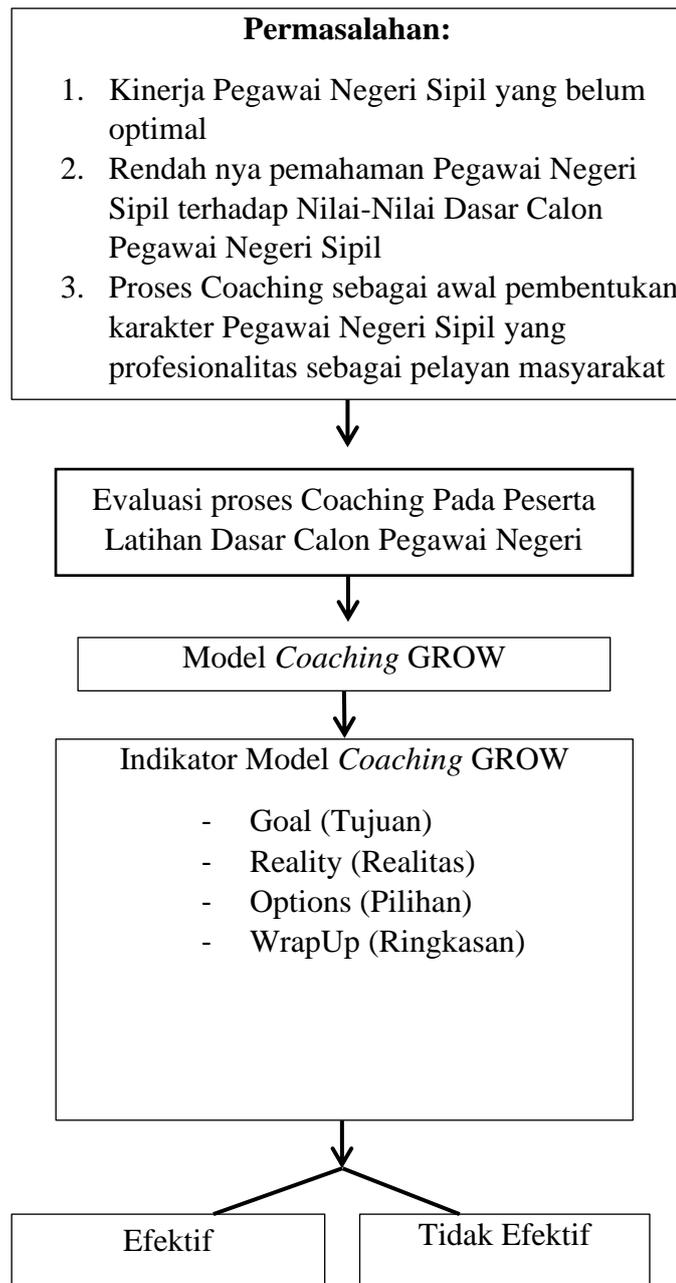 Permasalahan:
1. Kinerja Pegawai Negeri Sipil yang belum
optimal
2. Rendah nya pemahaman Pegawai Negeri
Sipil terhadap Nilai-Nilai Dasar Calon
Pegawai Negeri Sipil
3. Proses Coaching sebagai awal pembentukan
karakter Pegawai Negeri Sipil yang
profesionalitas sebagai pelayan masyarakat
Evaluasi proses Coaching Pada Peserta
Latihan Dasar Calon Pegawai Negeri
Model Coaching GROW
Indikator Model Coaching GROW
- Goal (Tujuan)
- Reality (Realitas)
- Options (Pilihan)
- WrapUp (Ringkasan)
Efektif
Tidak Efektif